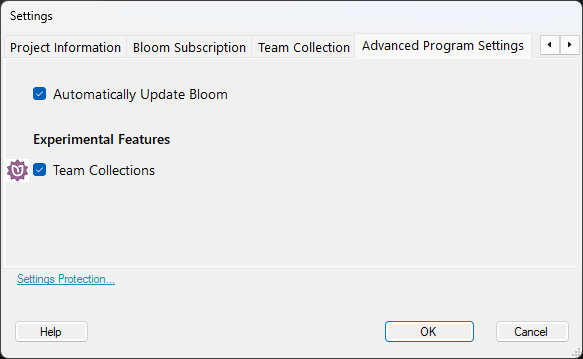 Settings
Project Information
Bloom Subscription
Team Collection
Advanced Program Settings
Automatically Update Bloom
Experimental Features
Team Collections
Settings Protection...
Help
OK
Cancel